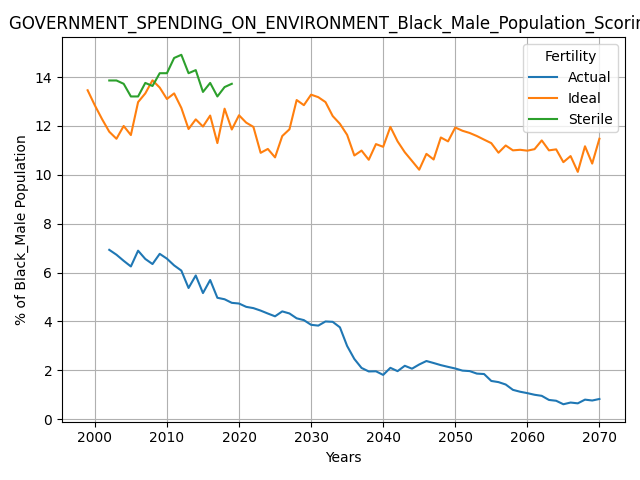 GOVERNMENT_SPENDING_ON_ENVIRONMENT_Black_Male_Population_Scorin
Fertility
Actual
Ideal
Sterile
% of Black_Male Population
14
12
10
8
6
4
2
0
2000 2010 2020 2030 2040 2050 2060 2070
Years